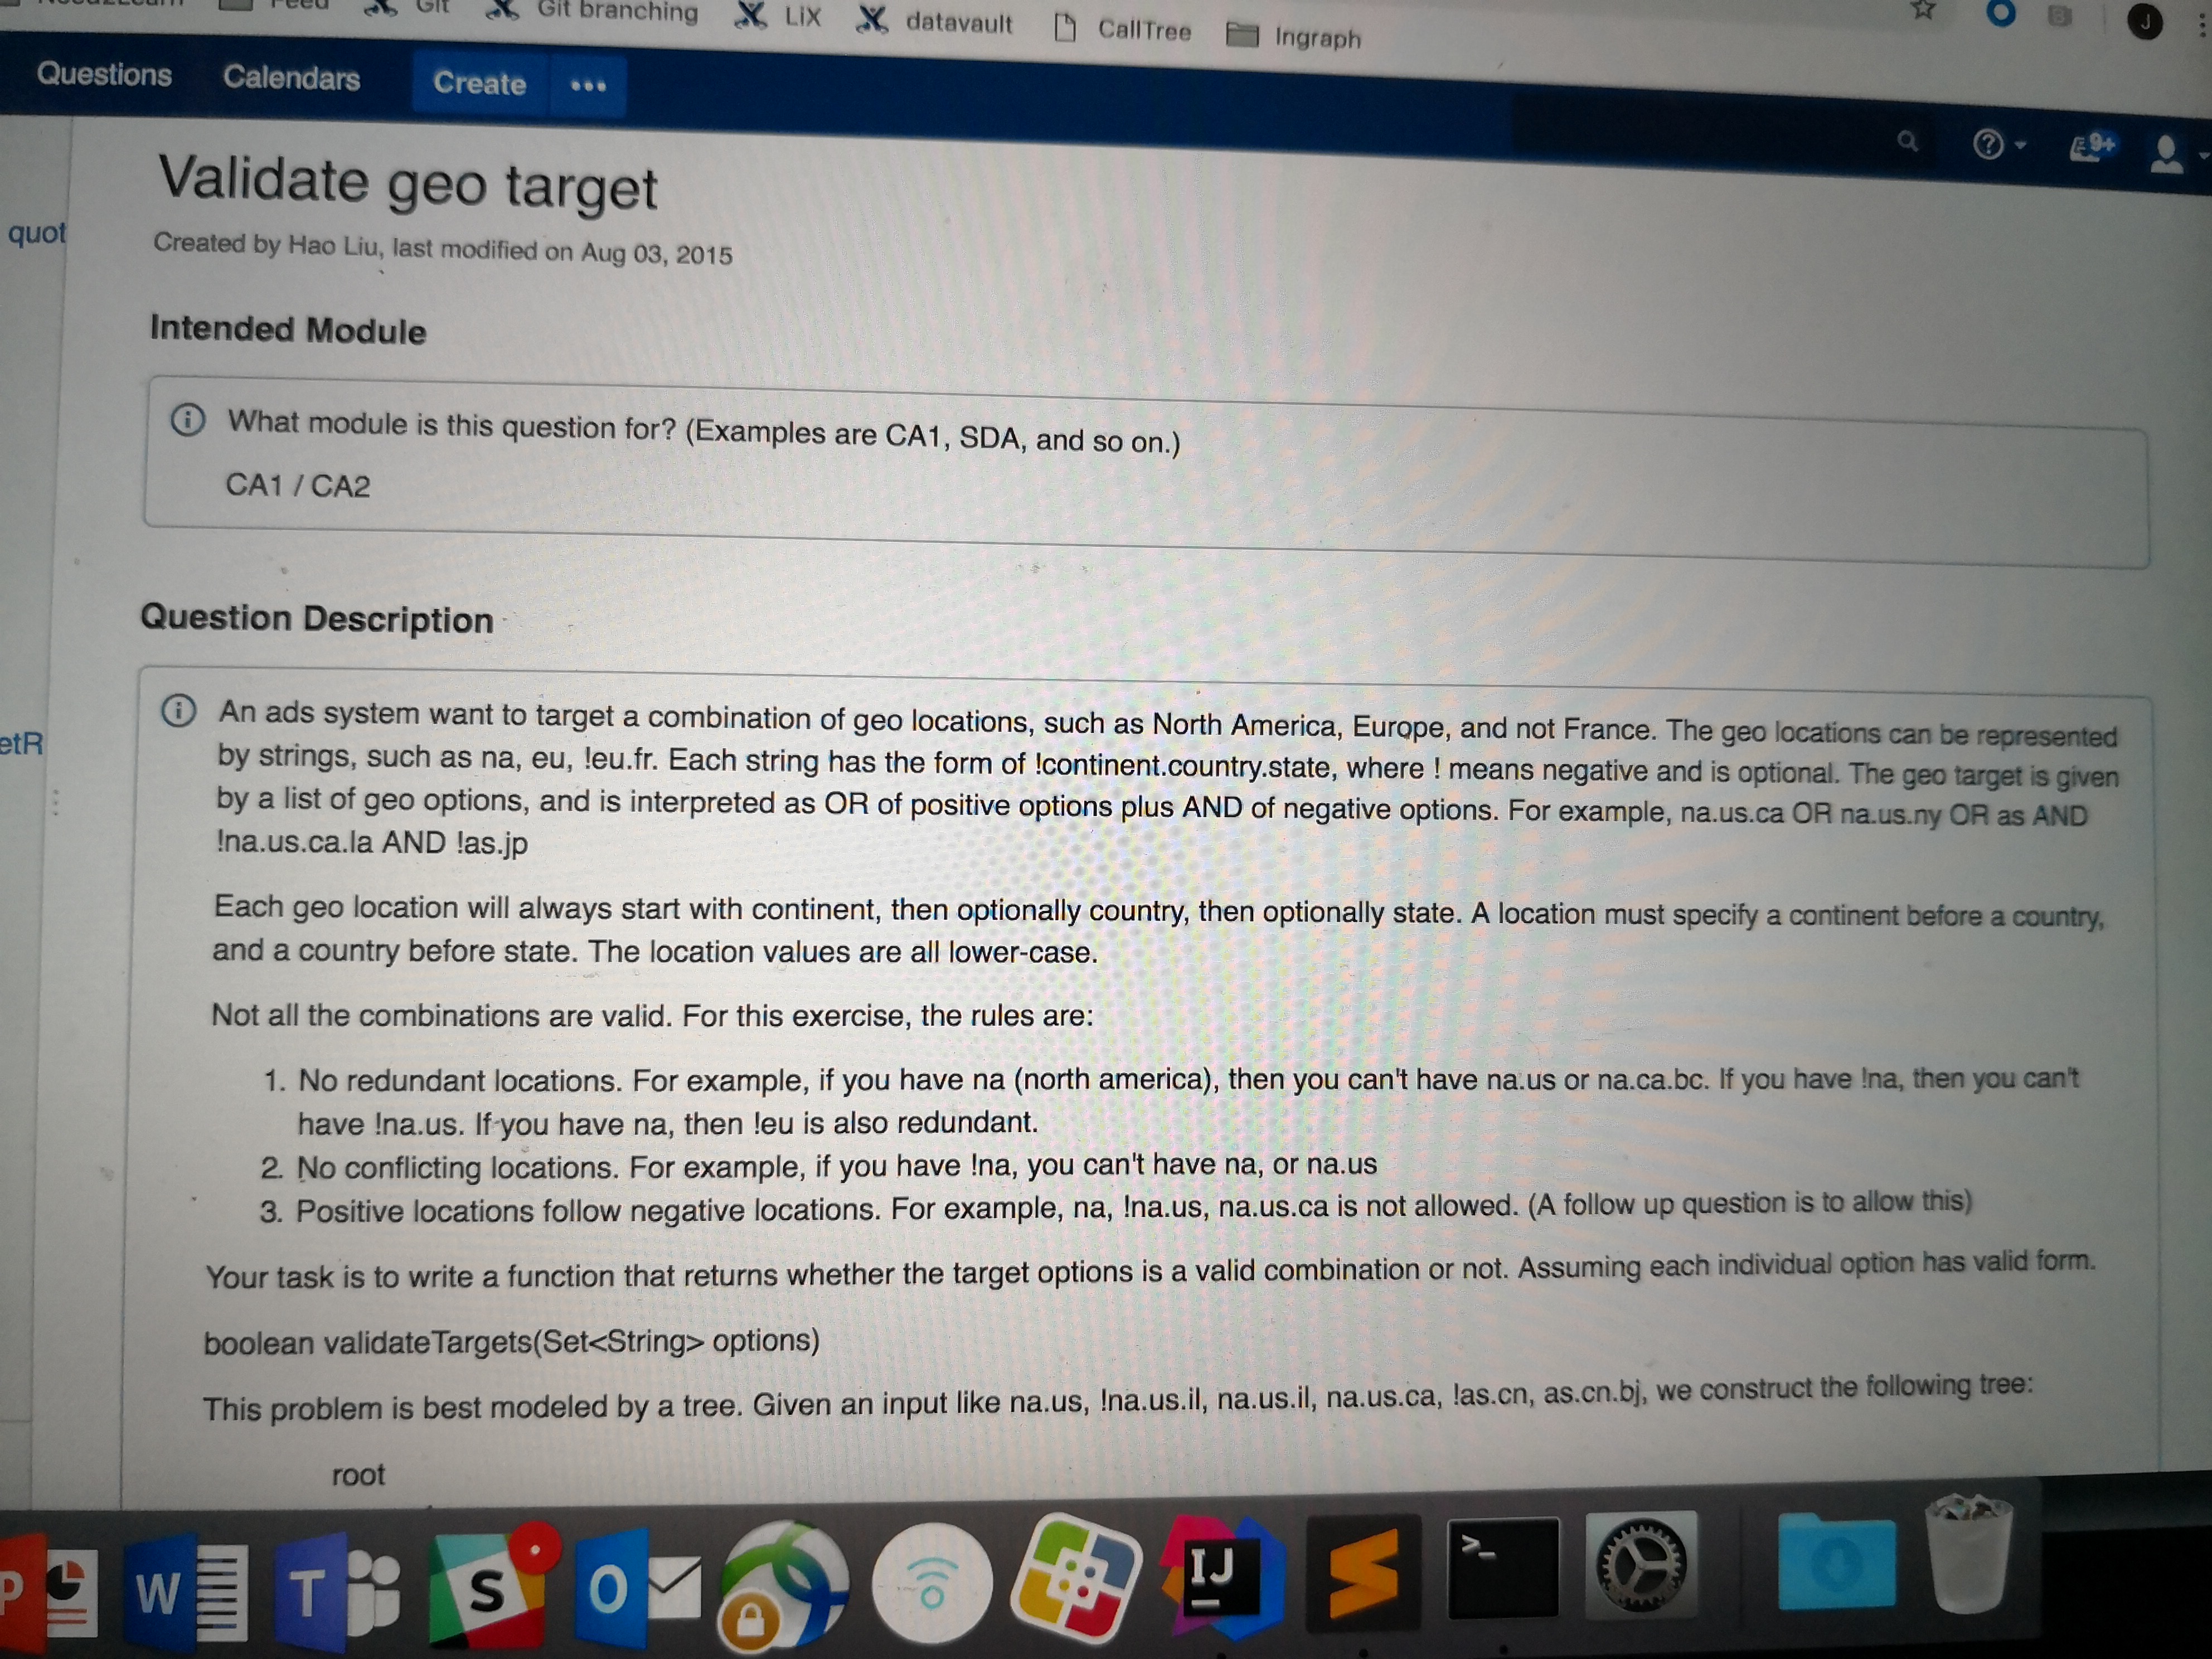 Feed Git Git branching LiX datavault CallTree Ingraph
J
Questions Calendars Create •••
9+
Validate geo target
quot
Created by Hao Liu, last modified on Aug 03, 2015
Intended Module
What module is this question for? (Examples are CA1, SDA, and so on.)
CA1 / CA2
Question Description
An ads system want to target a combination of geo locations, such as North America, Europe, and not France. The geo locations can be represented
etR
by strings, such as na, eu, !eu.fr. Each string has the form of !continent.country.state, where ! means negative and is optional. The geo target is given
by a list of geo options, and is interpreted as OR of positive options plus AND of negative options. For example, na.us.ca OR na.us.ny OR as AND
!na.us.ca.la AND !as.jp
Each geo location will always start with continent, then optionally country, then optionally state. A location must specify a continent before a country,
and a country before state. The location values are all lower-case.
Not all the combinations are valid. For this exercise, the rules are:
1. No redundant locations. For example, if you have na (north america), then you can't have na.us or na.ca.bc. If you have !na, then you can't
have !na.us. If you have na, then !eu is also redundant.
2. No conflicting locations. For example, if you have !na, you can't have na, or na.us
3. Positive locations follow negative locations. For example, na, !na.us, na.us.ca is not allowed. (A follow up question is to allow this)
Your task is to write a function that returns whether the target options is a valid combination or not. Assuming each individual option has valid form.
boolean validateTargets(Set<String> options)
This problem is best modeled by a tree. Given an input like na.us, !na.us.il, na.us.il, na.us.ca, !as.cn, as.cn.bj, we construct the following tree:
root
P W T S O IJ >_